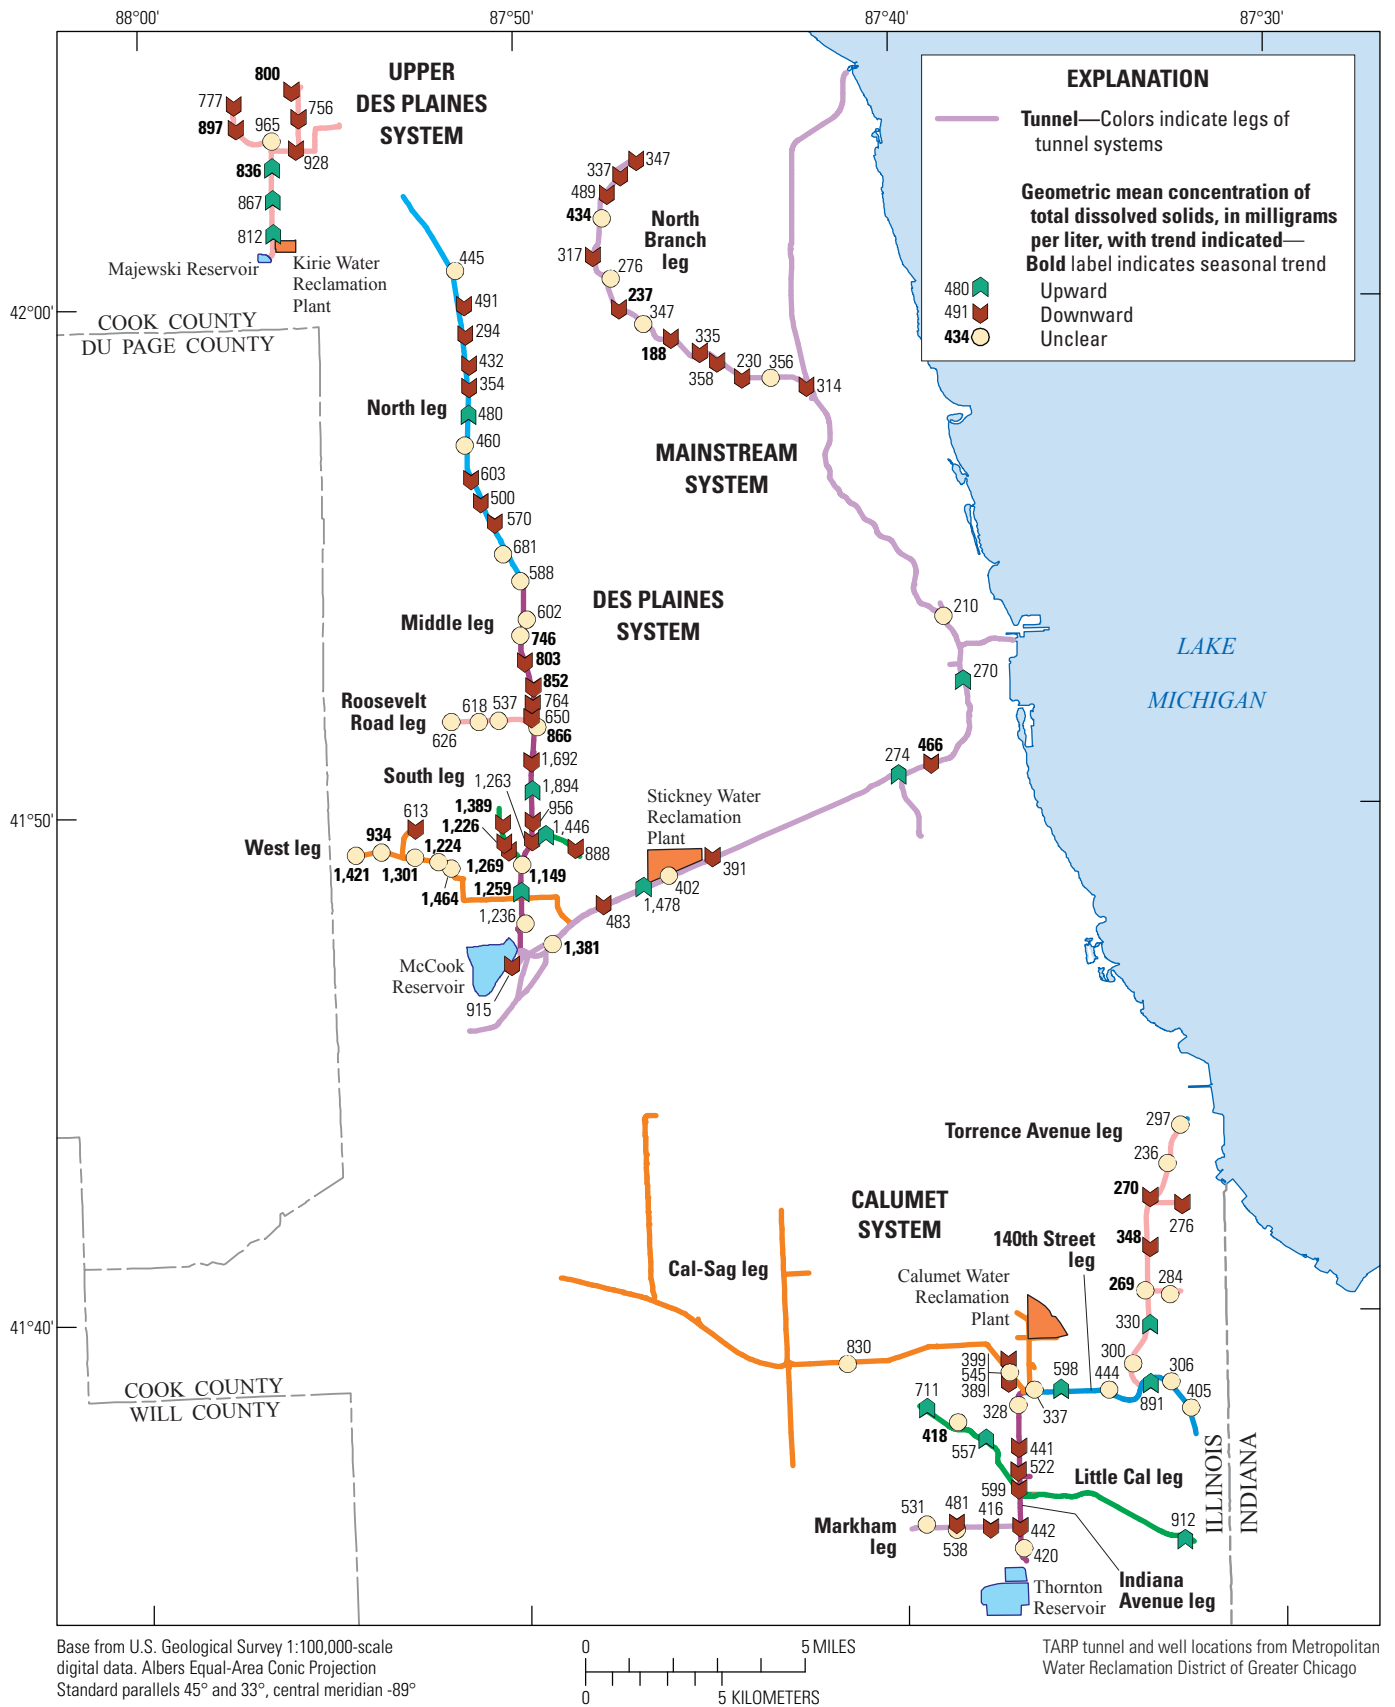 88°00'
87°50'
87°40'
87°30'
EXPLANATION
Tunnel—Colors indicate legs of
tunnel systems
Geometric mean concentration of
total dissolved solids, in milligrams
per liter, with trend indicated—
Bold label indicates seasonal trend
480
Upward
491
Downward
434
Unclear
UPPER
DES PLAINES
SYSTEM
800
777
756
897
965
928
836
867
812
Majewski Reservoir
Kirie Water
Reclamation
Plant
42°00'
COOK COUNTY
DU PAGE COUNTY
347
337
489
434
North
Branch
leg
317
276
237
347
188
335
358
230
356
314
445
491
294
432
354
North leg
480
460
603
500
570
681
588
MAINSTREAM
SYSTEM
DES PLAINES
SYSTEM
Middle leg
602
746
803
852
764
650
866
Roosevelt
Road leg
618
537
626
210
270
274
466
LAKE
MICHIGAN
1,692
South leg
1,263
1,894
1,389
956
613
1,226
1,446
41°50'
West leg
934
1,224
888
1,421
1,301
1,269
1,149
1,464
1,259
1,236
Stickney Water
Reclamation
Plant
391
402
1,478
483
1,381
McCook
Reservoir
915
Torrence Avenue leg
297
236
270
276
348
269
284
330
300
306
405
891
444
598
337
CALUMET
SYSTEM
140th Street
leg
Cal-Sag leg
Calumet Water
Reclamation
Plant
41°40'
830
399
545
389
328
711
418
557
441
522
599
Little Cal leg
912
531
481
416
442
538
420
Markham
leg
Indiana
Avenue leg
Thornton
Reservoir
COOK COUNTY
WILL COUNTY
ILLINOIS
INDIANA
Base from U.S. Geological Survey 1:100,000-scale
digital data. Albers Equal-Area Conic Projection
Standard parallels 45° and 33°, central meridian -89°
0
5 MILES
0
5 KILOMETERS
TARP tunnel and well locations from Metropolitan
Water Reclamation District of Greater Chicago